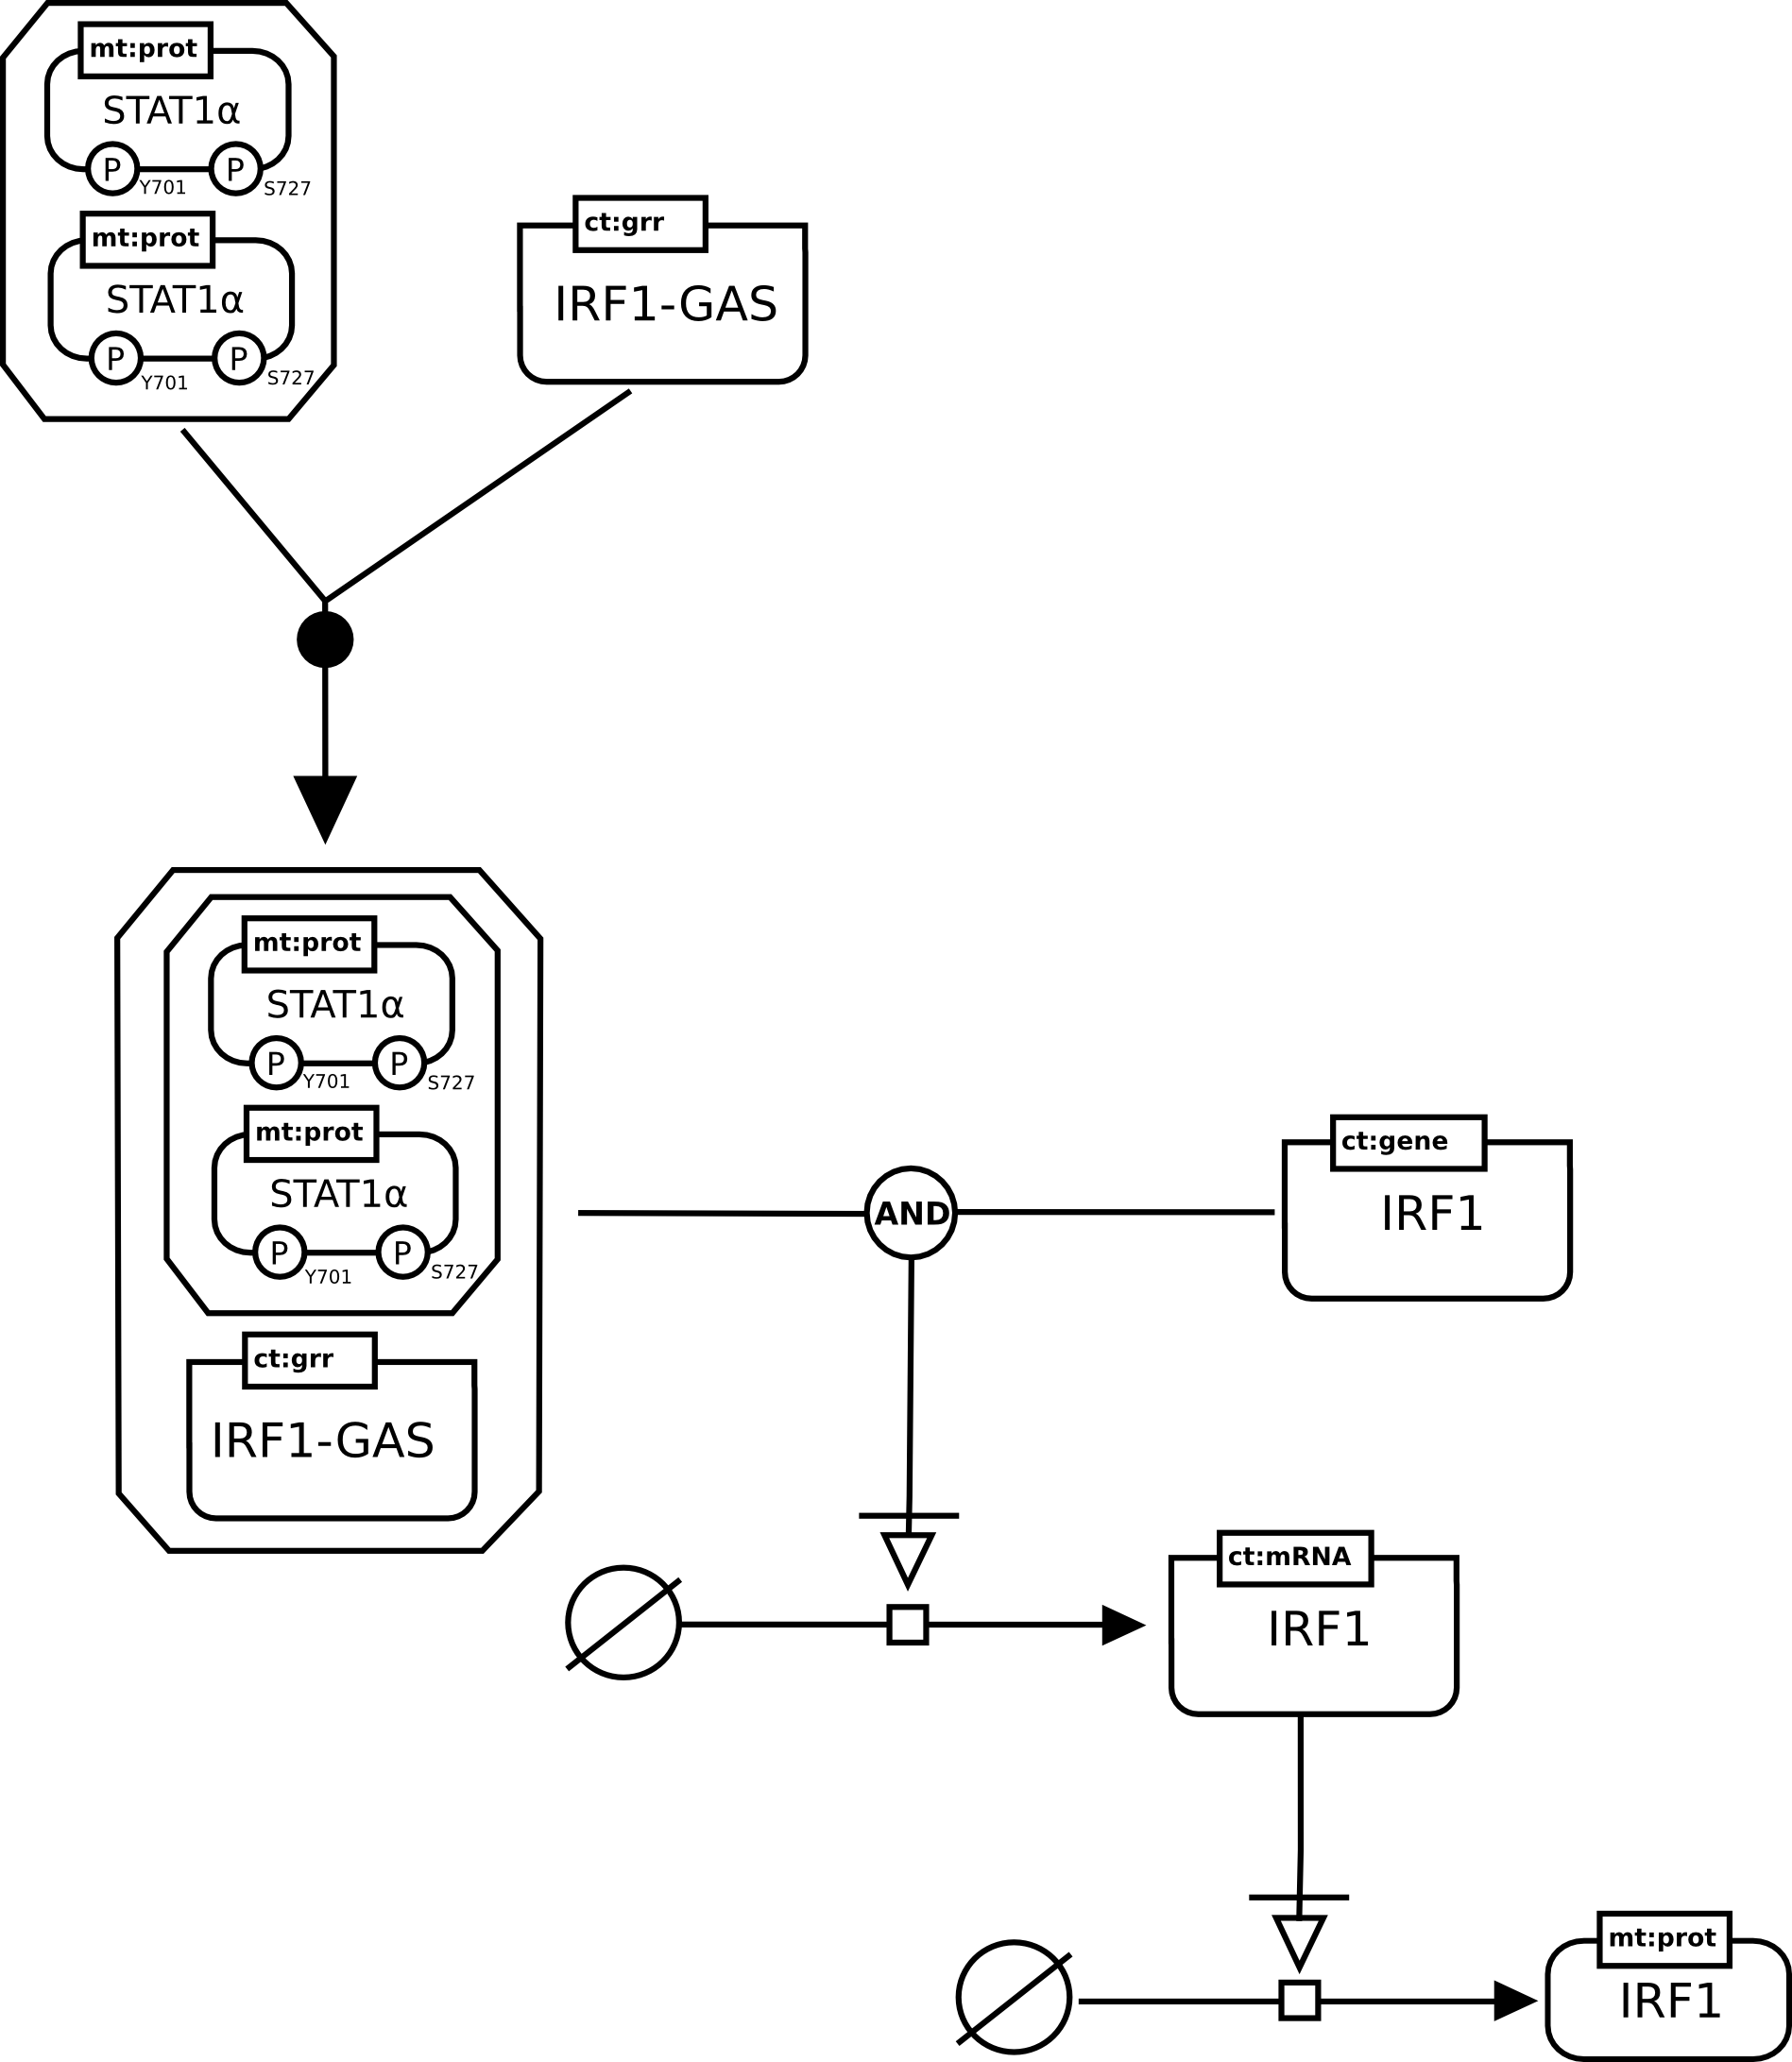 mt:prot
STAT1α
P
P
Y701
S727
mt:prot
STAT1α
P
P
Y701
S727
ct:grr
IRF1-GAS
mt:prot
STAT1α
P
P
Y701
S727
mt:prot
STAT1α
P
P
Y701
S727
ct:grr
IRF1-GAS
AND
ct:gene
IRF1
ct:mRNA
IRF1
mt:prot
IRF1